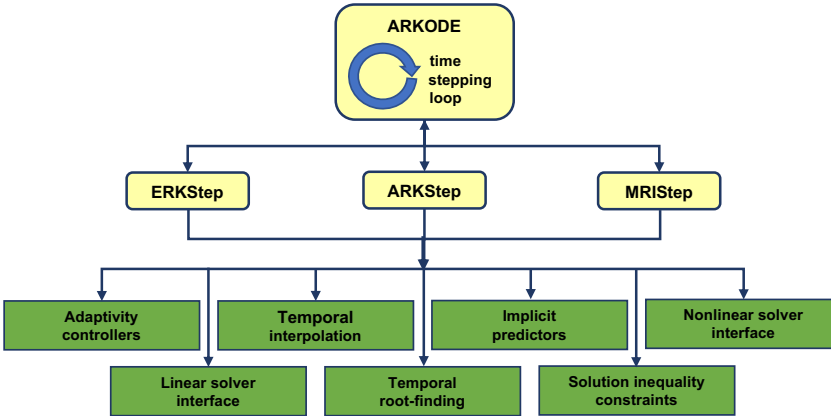 ARKODE
time
stepping
loop
ERKStep
ARKStep
MRIStep
Adaptivity
controllers
Temporal
interpolation
Implicit
predictors
Nonlinear solver
interface
Linear solver
interface
Temporal
root-finding
Solution inequality
constraints